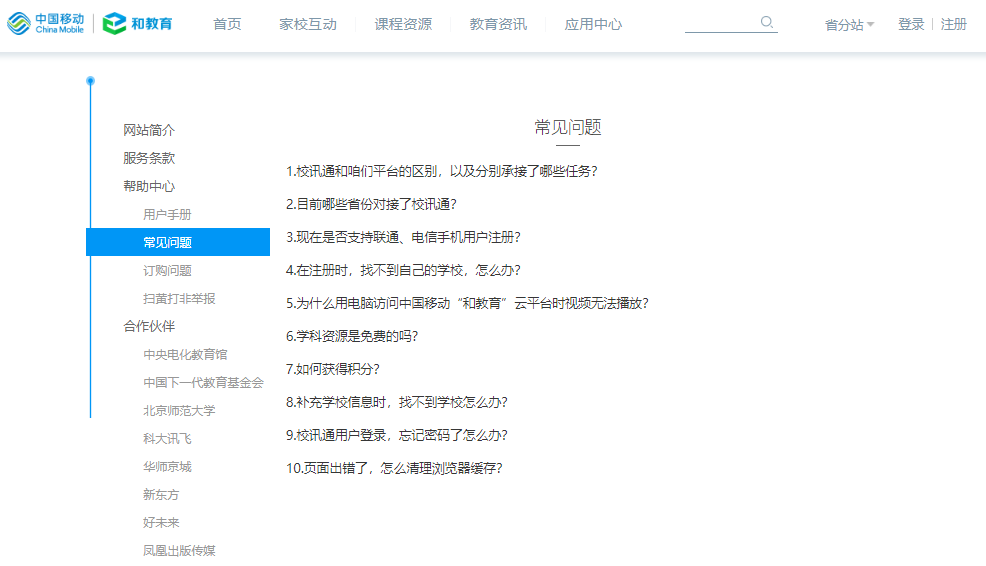 中国移动
China Mobile
和教育
首页 家校互动 课程资源 教育资讯 应用中心
省分站 登录 注册
网站简介
服务条款
帮助中心
用户手册
常见问题
订购问题
扫黄打非举报
合作伙伴
中央电化教育馆
中国下一代教育基金会
北京师范大学
科大讯飞
华师京城
新东方
好未来
凤凰出版传媒
常见问题
1.校讯通和咱们平台的区别，以及分别承接了哪些任务？
2.目前哪些省份对接了校讯通？
3.现在是否支持联通、电信手机用户注册？
4.在注册时，找不到自己的学校，怎么办？
5.为什么用电脑访问中国移动“和教育”云平台时视频无法播放？
6.学科资源是免费的吗？
7.如何获得积分？
8.补充学校信息时，找不到学校怎么办？
9.校讯通用户登录，忘记密码了怎么办？
10.页面出错了，怎么清理浏览器缓存？